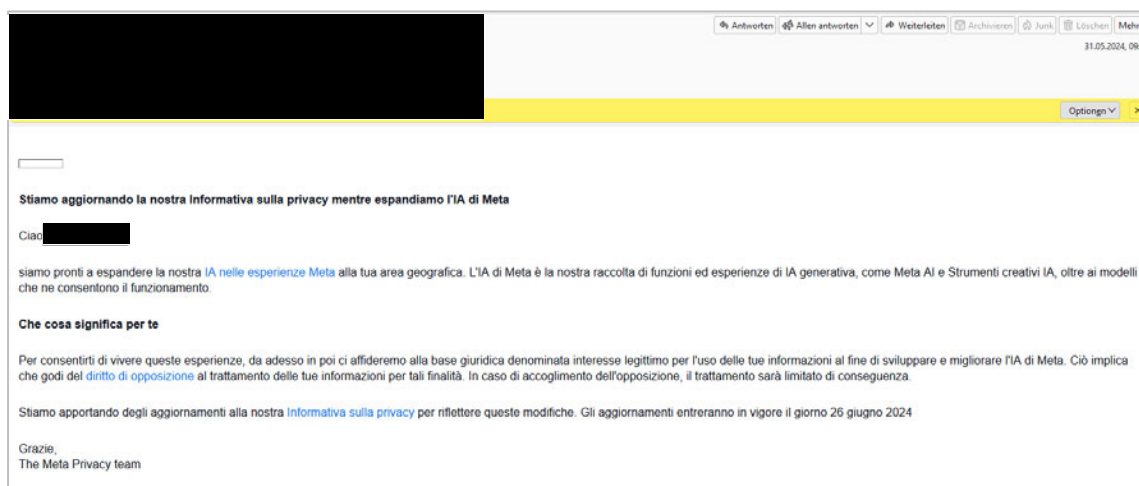 Antworten Allen antworten Weiterleiten Archivieren Junk Löschen Mehr
31.05.2024, 09:
Optionen
Stiamo aggiornando la nostra Informativa sulla privacy mentre espandiamo l'IA di Meta
Ciao
siamo pronti a espandere la nostra IA nelle esperienze Meta alla tua area geografica. L'IA di Meta è la nostra raccolta di funzioni ed esperienze di IA generativa, come Meta AI e Strumenti creativi IA, oltre ai modelli
che ne consentono il funzionamento.
Che cosa significa per te
Per consentirti di vivere queste esperienze, da adesso in poi ci affideremo alla base giuridica denominata interesse legittimo per l'uso delle tue informazioni al fine di sviluppare e migliorare l'IA di Meta. Ciò implica
che godi del diritto di opposizione al trattamento delle tue informazioni per tali finalità. In caso di accoglimento dell'opposizione, il trattamento sarà limitato di conseguenza.
Stiamo apportando degli aggiornamenti alla nostra Informativa sulla privacy per riflettere queste modifiche. Gli aggiornamenti entreranno in vigore il giorno 26 giugno 2024
Grazie,
The Meta Privacy team